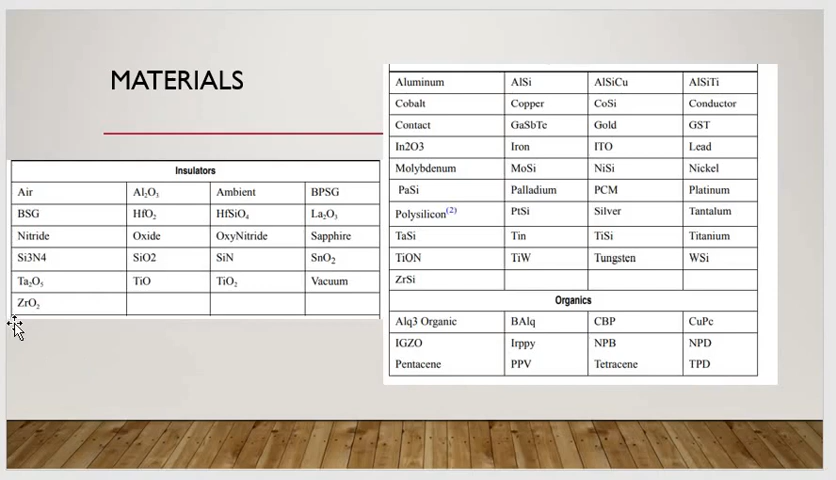 MATERIALS
Insulators
Air Al₂O₃ Ambient BPSG
BSG HfO₂ HfSiO₄ La₂O₃
Nitride Oxide OxyNitride Sapphire
Si3N4 SiO2 SiN SnO₂
Ta₂O₅ TiO TiO₂ Vacuum
ZrO₂
Aluminum AlSi AlSiCu AlSiTi
Cobalt Copper CoSi Conductor
Contact GaSbTe Gold GST
In2O3 Iron ITO Lead
Molybdenum MoSi NiSi Nickel
PaSi Palladium PCM Platinum
Polysilicon⁽²⁾ PtSi Silver Tantalum
TaSi Tin TiSi Titanium
TiON TiW Tungsten WSi
ZrSi
Organics
Alq3 Organic BAlq CBP CuPc
IGZO Irppy NPB NPD
Pentacene PPV Tetracene TPD